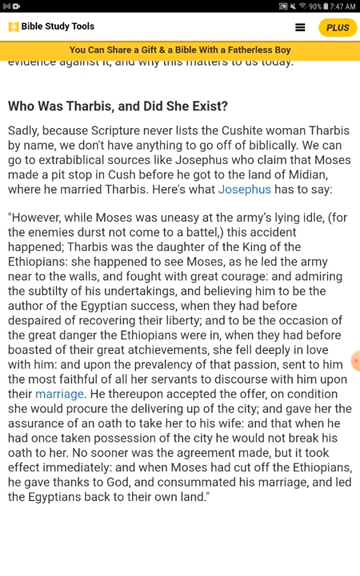 90% 7:47 AM
Bible Study Tools
PLUS
You Can Share a Gift & a Bible With a Fatherless Boy
evidence against it, and why this matters to us today.
Who Was Tharbis, and Did She Exist?
Sadly, because Scripture never lists the Cushite woman Tharbis
by name, we don't have anything to go off of biblically. We can
go to extrabiblical sources like Josephus who claim that Moses
made a pit stop in Cush before he got to the land of Midian,
where he married Tharbis. Here's what Josephus has to say:
"However, while Moses was uneasy at the army's lying idle, (for
the enemies durst not come to a battel,) this accident
happened; Tharbis was the daughter of the King of the
Ethiopians: she happened to see Moses, as he led the army
near to the walls, and fought with great courage: and admiring
the subtilty of his undertakings, and believing him to be the
author of the Egyptian success, when they had before
despaired of recovering their liberty; and to be the occasion of
the great danger the Ethiopians were in, when they had before
boasted of their great atchievements, she fell deeply in love
with him: and upon the prevalency of that passion, sent to him
the most faithful of all her servants to discourse with him upon
their marriage. He thereupon accepted the offer, on condition
she would procure the delivering up of the city; and gave her the
assurance of an oath to take her to his wife: and that when he
had once taken possession of the city he would not break his
oath to her. No sooner was the agreement made, but it took
effect immediately: and when Moses had cut off the Ethiopians,
he gave thanks to God, and consummated his marriage, and led
the Egyptians back to their own land."